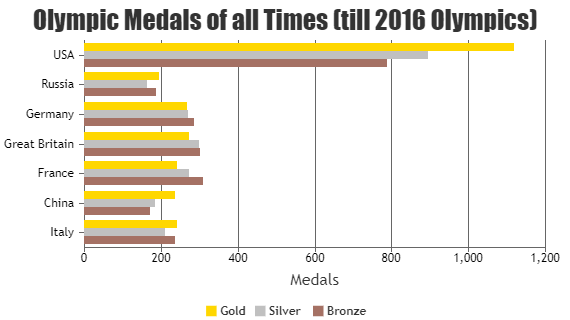 Olympic Medals of all Times (till 2016 Olympics)
USA
Russia
Germany
Great Britain
France
China
Italy
0 200 400 600 800 1,000 1,200
Medals
Gold Silver Bronze